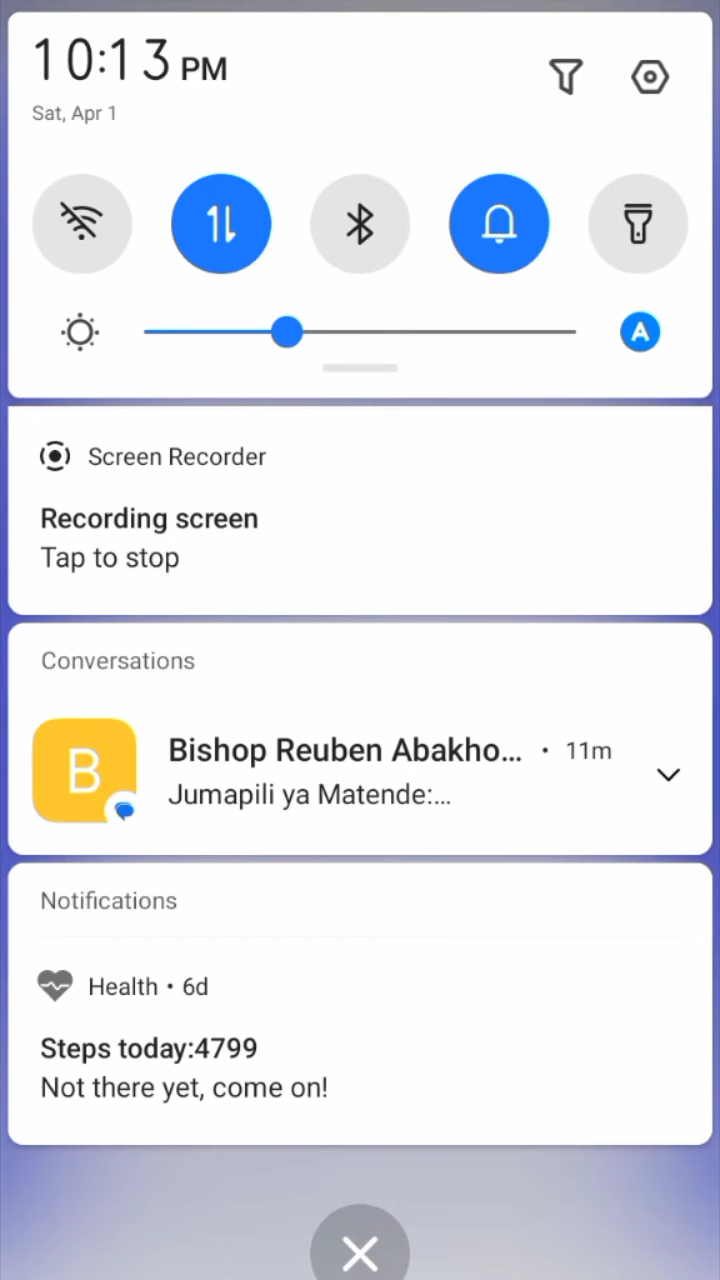 10:13 PM
Sat, Apr 1
A
Screen Recorder
Recording screen
Tap to stop
Conversations
B
Bishop Reuben Abakho... • 11m
Jumapili ya Matende:...
Notifications
Health • 6d
Steps today:4799
Not there yet, come on!